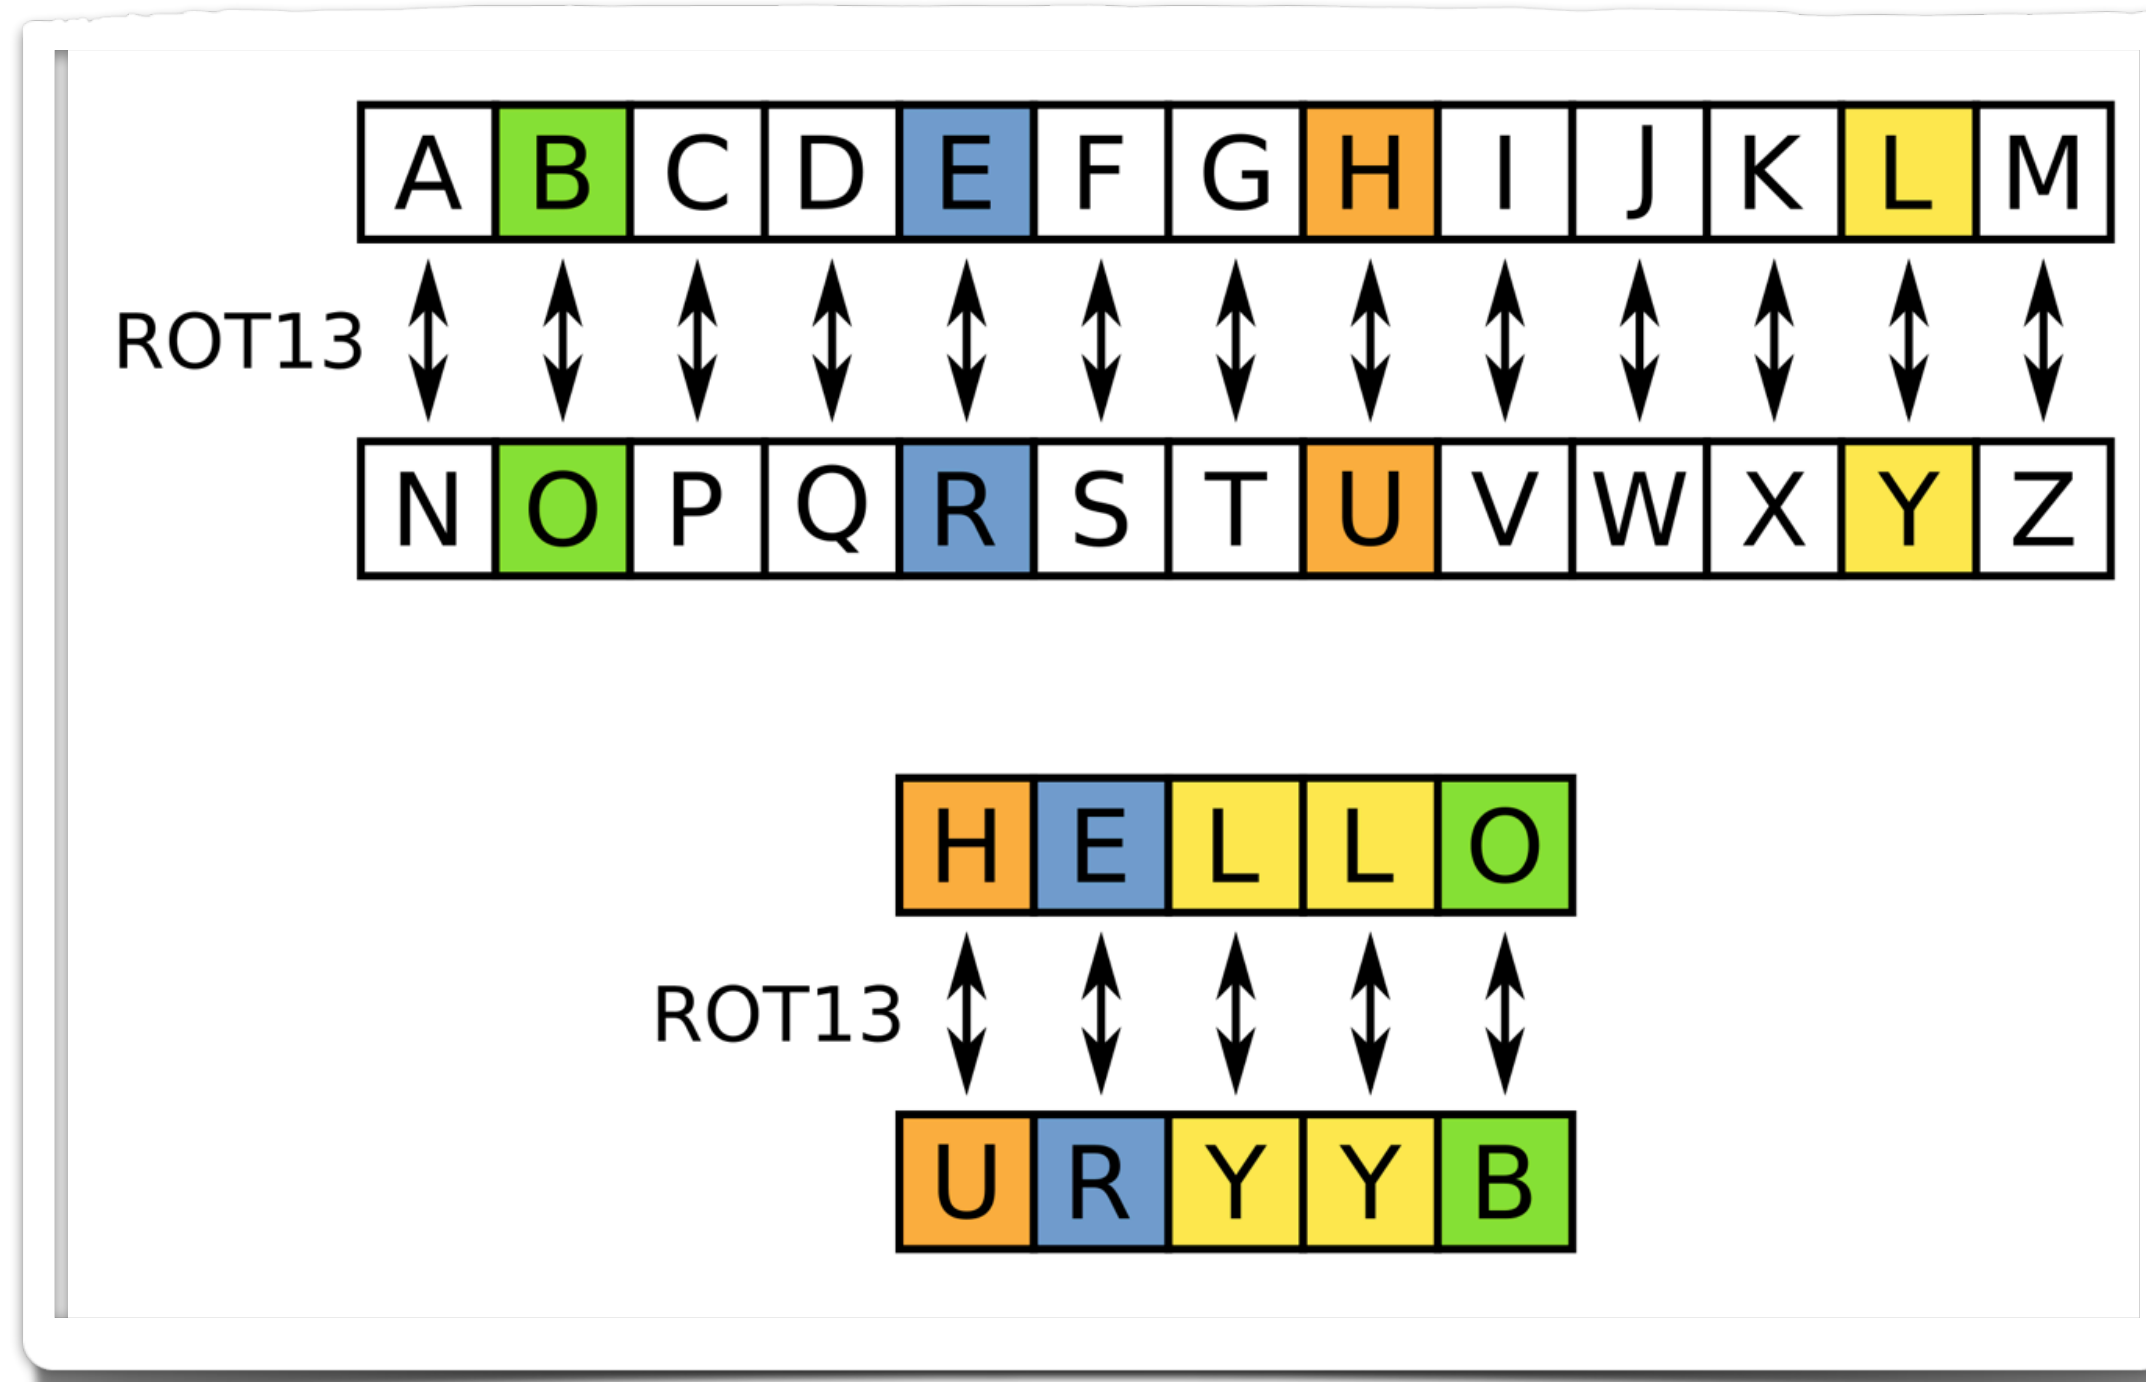 A B C D E F G H I J K L M
ROT13
N O P Q R S T U V W X Y Z
H E L L O
ROT13
U R Y Y B